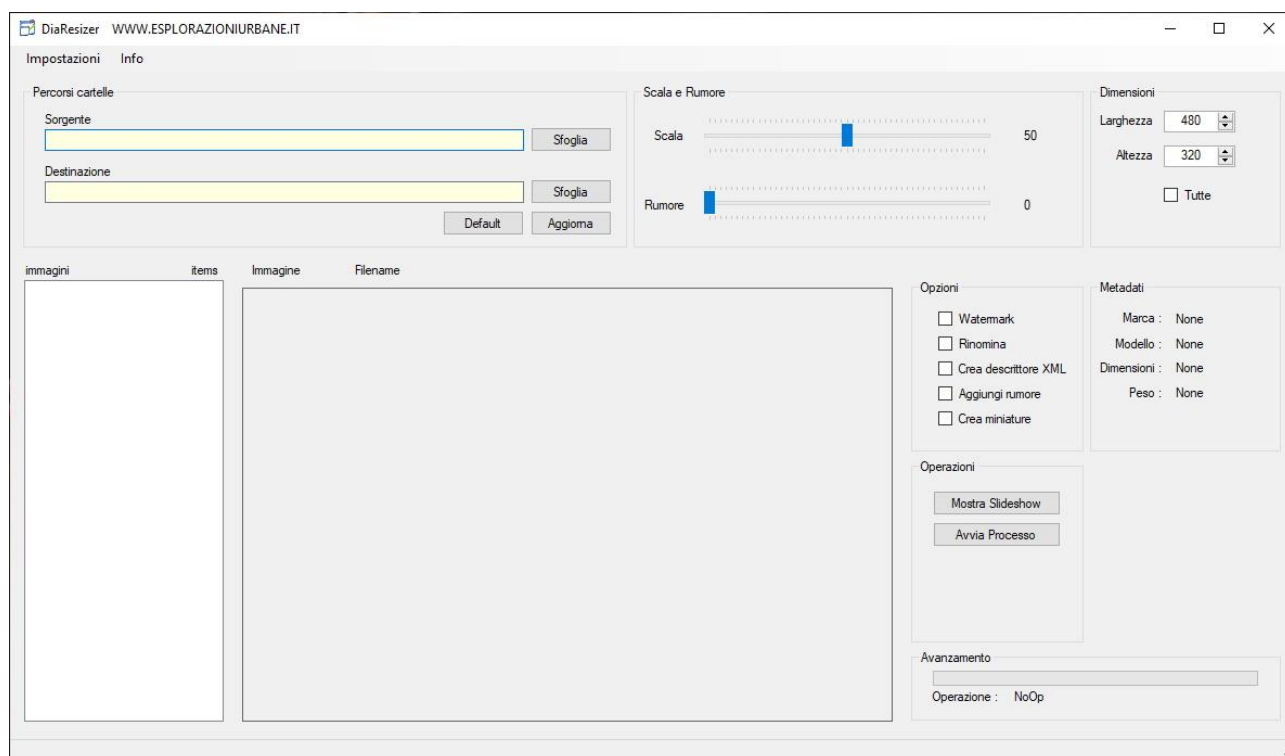 DiaResizer WWW.ESPLORAZIONIURBANE.IT
Impostazioni Info
Percorsi cartelle
Sorgente
Sfoglia
Destinazione
Sfoglia
Default Aggiorna
Scala e Rumore
Scala 50
Rumore 0
Dimensioni
Larghezza 480
Altezza 320
Tutte
immagini items
Immagine Filename
Opzioni
Watermark
Rinomina
Crea descrittore XML
Aggiungi rumore
Crea miniature
Metadati
Marca : None
Modello : None
Dimensioni : None
Peso : None
Operazioni
Mostra Slideshow
Avvia Processo
Avanzamento
Operazione : NoOp